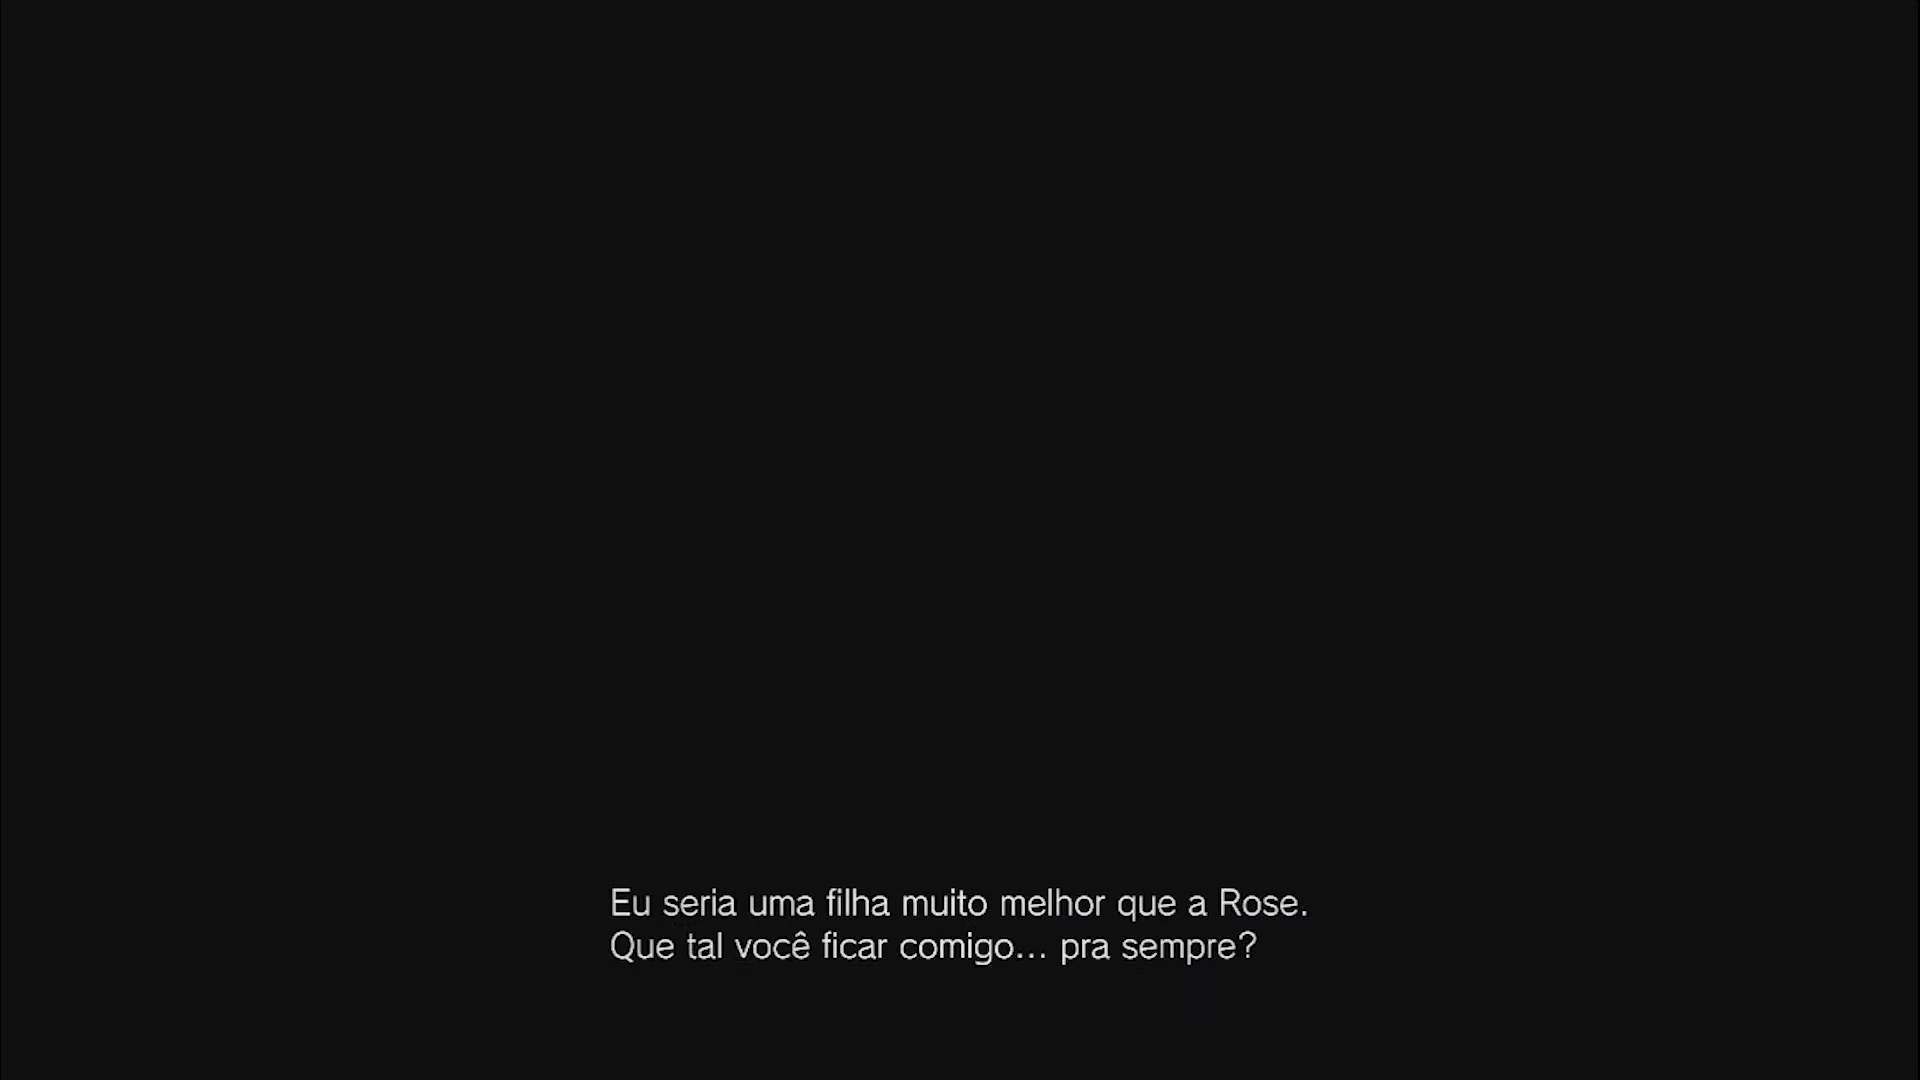 Eu seria uma filha muito melhor que a Rose.
Que tal você ficar comigo... pra sempre?